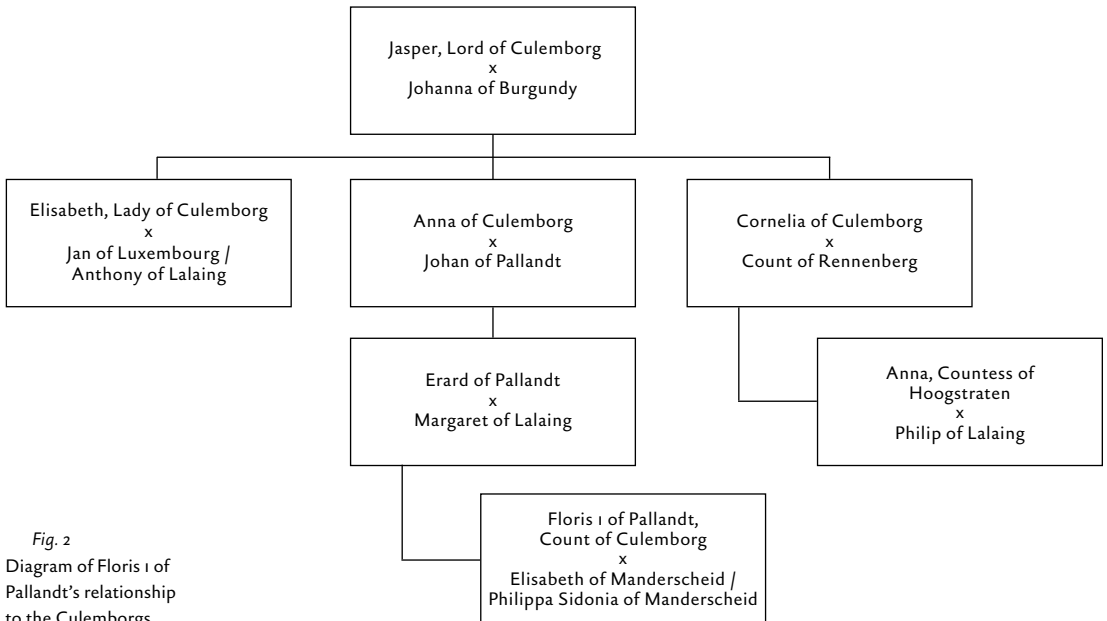 Jasper, Lord of Culemborg
x
Johanna of Burgundy
Elisabeth, Lady of Culemborg
x
Jan of Luxembourg /
Anthony of Lalaing
Anna of Culemborg
x
Johan of Pallandt
Cornelia of Culemborg
x
Count of Rennenberg
Erard of Pallandt
x
Margaret of Lalaing
Anna, Countess of
Hoogstraten
x
Philip of Lalaing
Floris 1 of Pallandt,
Count of Culemborg
x
Elisabeth of Manderscheid /
Philippa Sidonia of Manderscheid
Fig. 2
Diagram of Floris 1 of
Pallandt’s relationship
to the Culemborgs